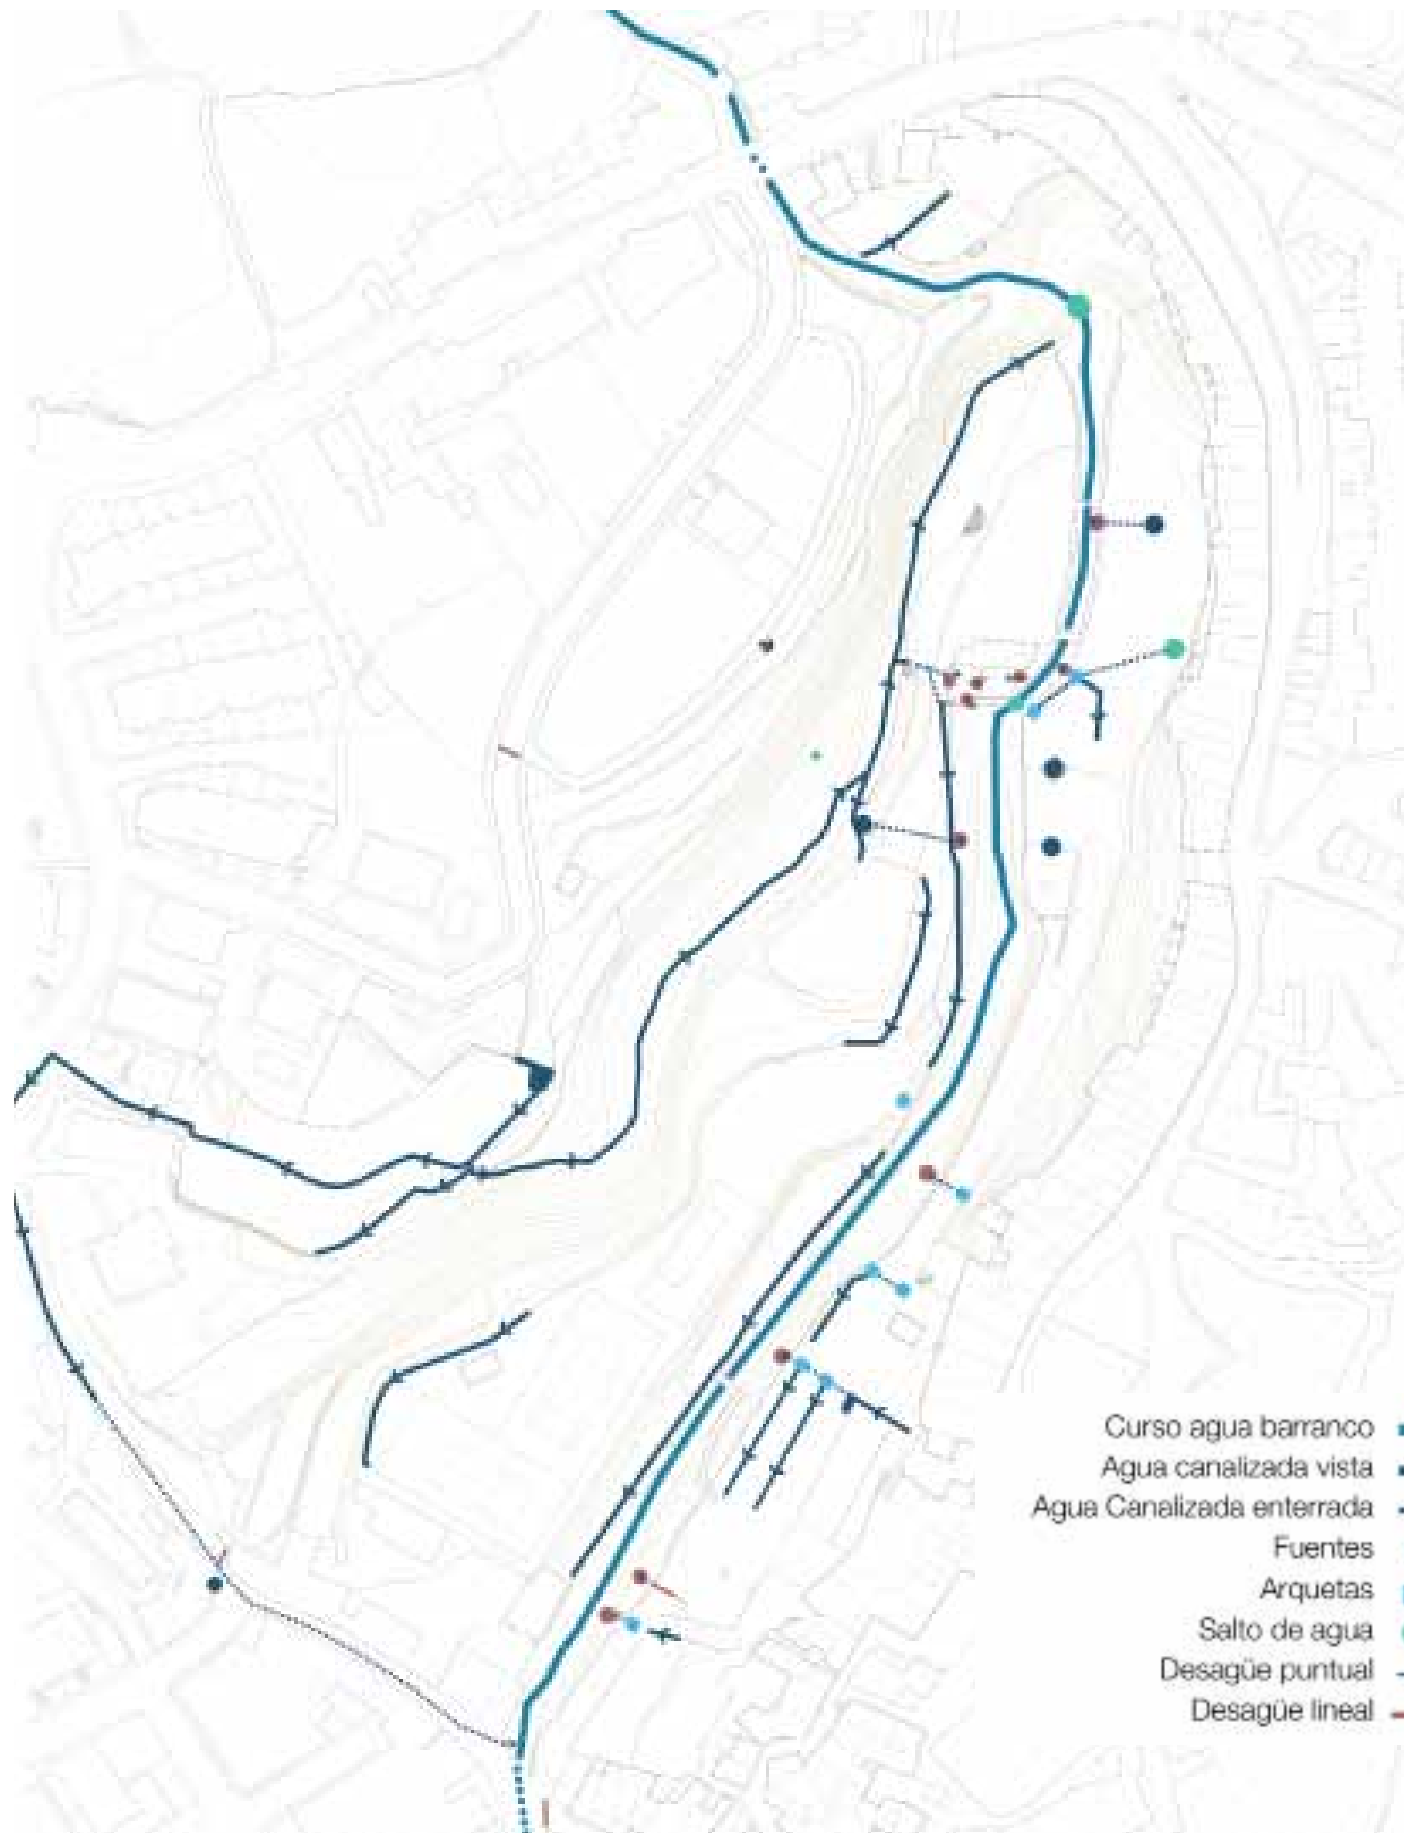 Curso agua barranco
Agua canalizada vista
Agua Canalizada enterrada
Fuentes
Arquetas
Salto de agua
Desagüe puntual
Desagüe lineal